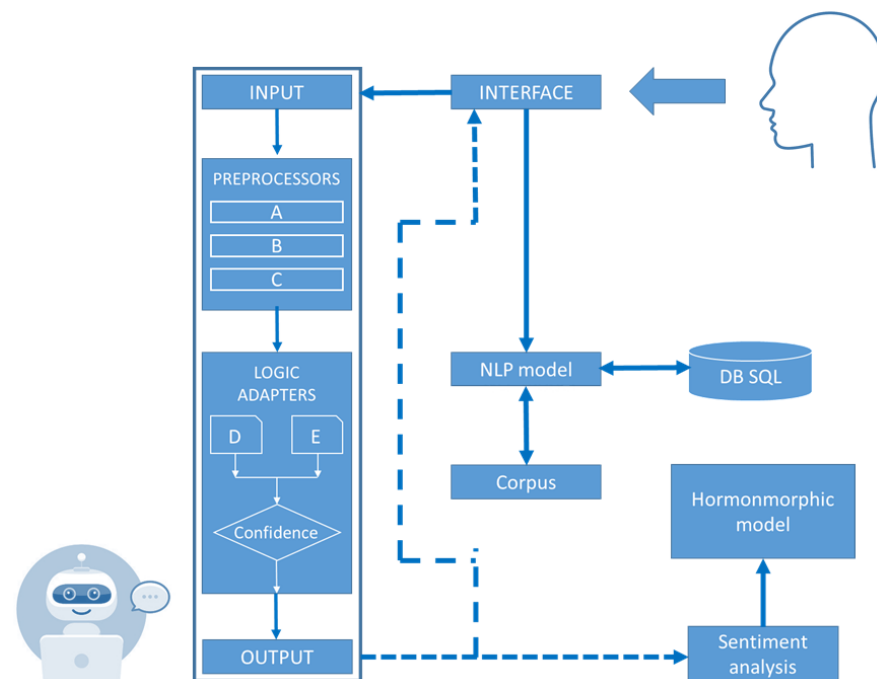 INPUT
INTERFACE
PREPROCESSORS
A
B
C
LOGIC
ADAPTERS
D
E
Confidence
OUTPUT
NLP model
DB SQL
Corpus
Hormonmorphic
model
Sentiment
analysis